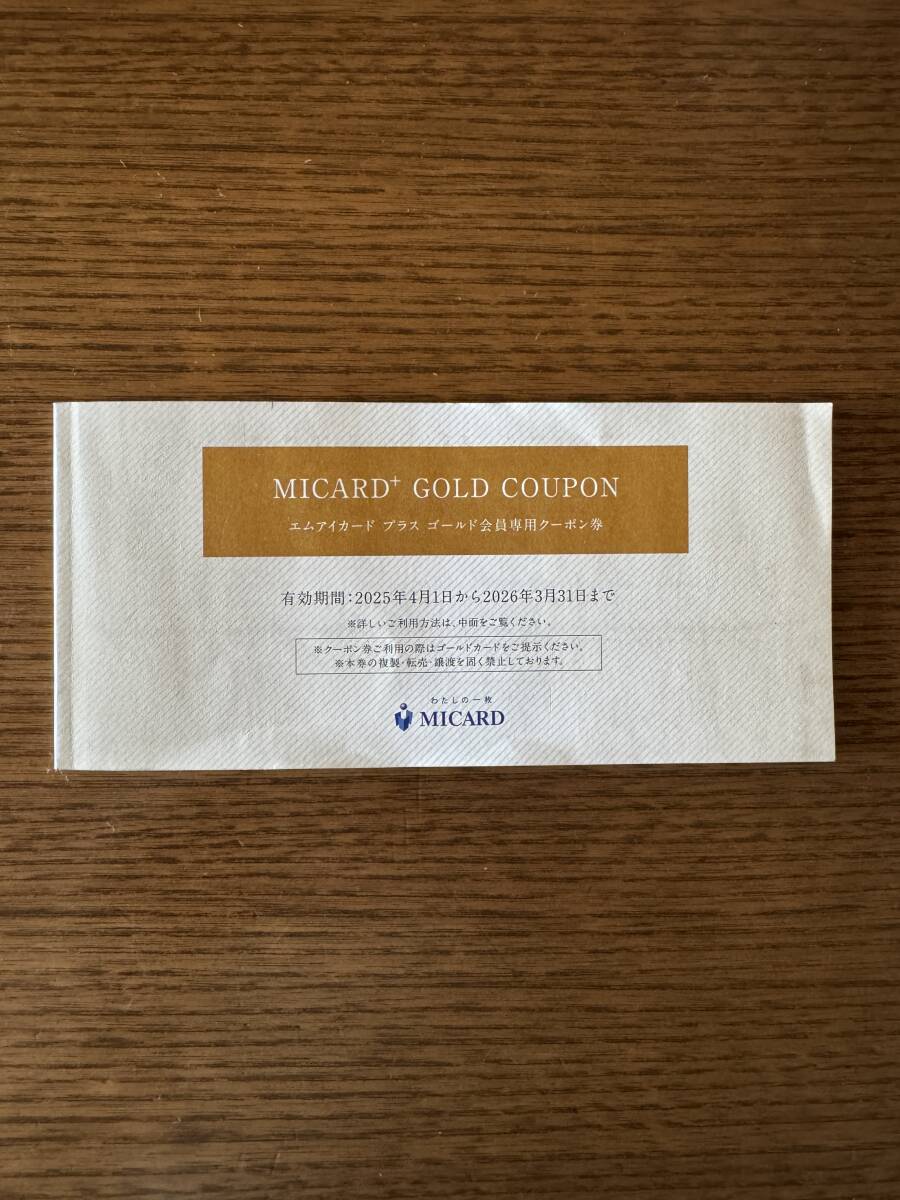 MICARD+ GOLD COUPON
エムアイカード プラス ゴールド会員専用クーポン券
有効期間:2025年4月1日から2026年3月31日まで
※詳しいご利用方法は、中面をご覧ください。
※クーポン券ご利用の際はゴールドカードをご提示ください。
※本券の複製・転売・譲渡を固く禁止しております。
わたしの一枚
MICARD